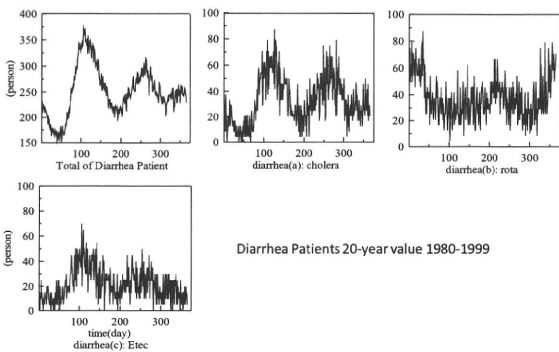 (person)
400
350
300
250
200
150
100 200 300
Total of Diarrhea Patient
100
80
60
40
20
0
100 200 300
diarrhea(a): cholera
100
80
60
40
20
0
100 200 300
diarrhea(b): rota
(person)
100
80
60
40
20
0
100 200 300
time(day)
diarrhea(c): Etec
Diarrhea Patients 20-year value 1980-1999